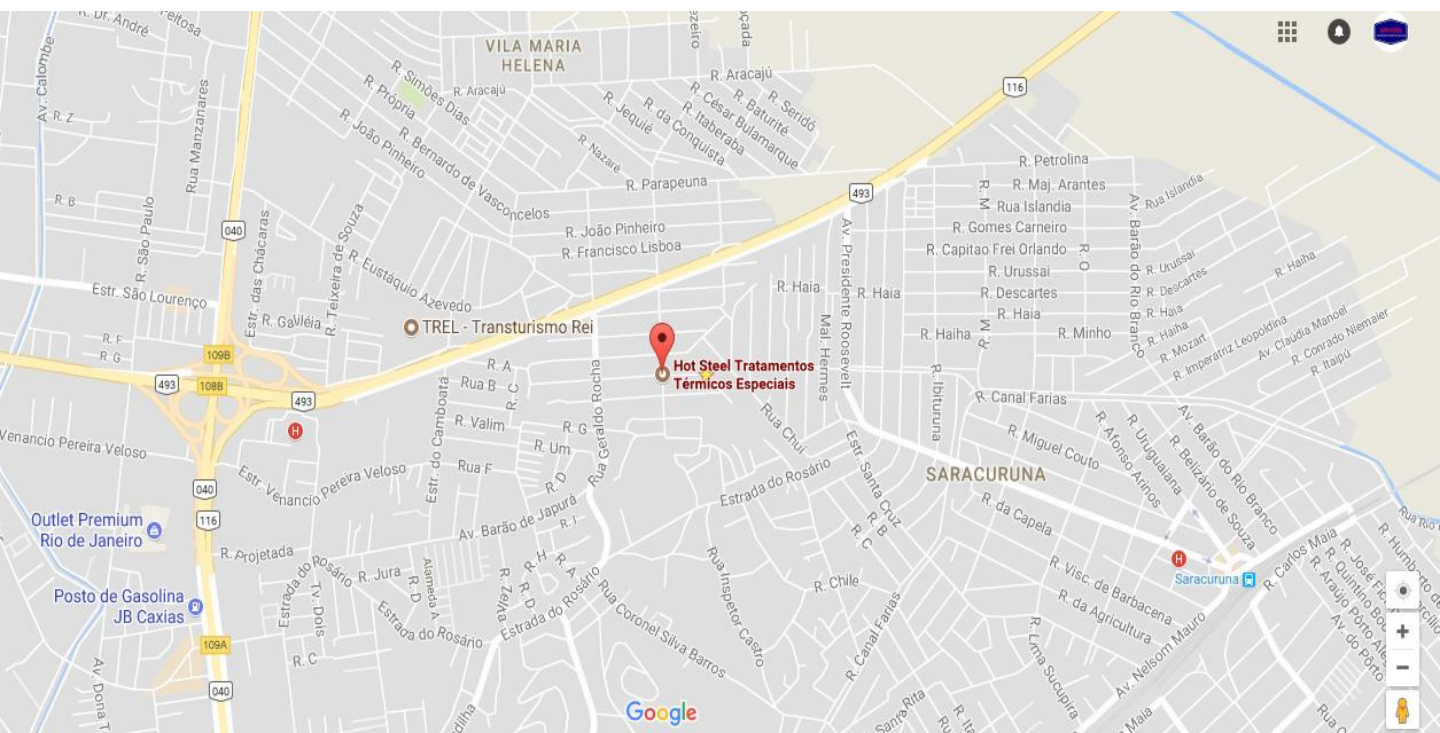 R. Dr. André
Feitosa
VILA MARIA
HELENA
R. Aracajú
116
Av. Calombe
R. Simões Dias
R. Própria
R. Aracajú
R. César Bulamarque
R. Baturité
R. Seridó
R. Z
Rua Manzanares
R. João Pinheiro
R. Bernardo de Vasconcelos
R. Jequié
R. da Conquista
R. Itaberaba
R. Nazaré
R. Petrolina
R. Parapeuna
493
R. M
R. Maj. Arantes
Rua Islandia
Rua Islandia
R. B
R. São Paulo
040
Estr. das Chácaras
R. Teixeira de Souza
R. João Pinheiro
R. Francisco Lisboa
Av. Presidente Roosevelt
R. Gomes Carneiro
R. Capitao Frei Orlando
R. O
Av. Barão do Rio Branco
R. Eustáquio Azevedo
R. Urussai
R. Urussai
R. Haiha
Estr. São Lourenço
R. Haia
R. Haia
R. Descartes
R. Descartes
R. Galiléia
TREL - Transturismo Rei
Mal. Hermes
R. Haia
R. Haia
R. Haiha
R. M
R. Minho
R. Haiha
R. Mozart
R. Imperatriz Leopoldina
Av. Cláudia Manoel
R. Conrado Niemaier
R. Itaipú
R. F
R. G
109B
493
108B
493
R. A
Rua B
R. C
Rua Geraldo Rocha
Hot Steel Tratamentos
Térmicos Especiais
R. Ibituruna
R. Canal Farias
H
Estr. do Camboatá
R. Valim
R. G
R. Um
Rua Chuí
Estr. Santa Cruz
R. Miguel Couto
R. Afonso Arinos
R. Uruguaiana
R. Belizário de Souza
Av. Barão do Rio Branco
Venancio Pereira Veloso
Estr. Venancio Pereira Veloso
Rua F
R. D
Estrada do Rosário
SARACURUNA
040
116
Outlet Premium
Rio de Janeiro
Av. Barão de Japurá
R. I
R. B
R. C
R. da Capela
R. Carlos Maia
R. Projetada
Estrada do Rosário
R. Jura
R. D
Alameda A
R. H
R. A
R. Zelva
R. D
Rua Inspetor Castro
R. Chile
R. Visc. de Barbacena
H
Saracuruna
Posto de Gasolina
JB Caxias
Tv. Dois
Estrada do Rosário
Estrada do Rosário
Rua Coronel Silva Barros
R. Canal Farias
R. da Agricultura
R. Quintino
R. Araújo Porto
Av. do Pôrto
109A
R. C
R. Lima Sucupira
Av. Nelsom Mauro
040
Av. Dona
Google
Santa Rita
Maia
+
−